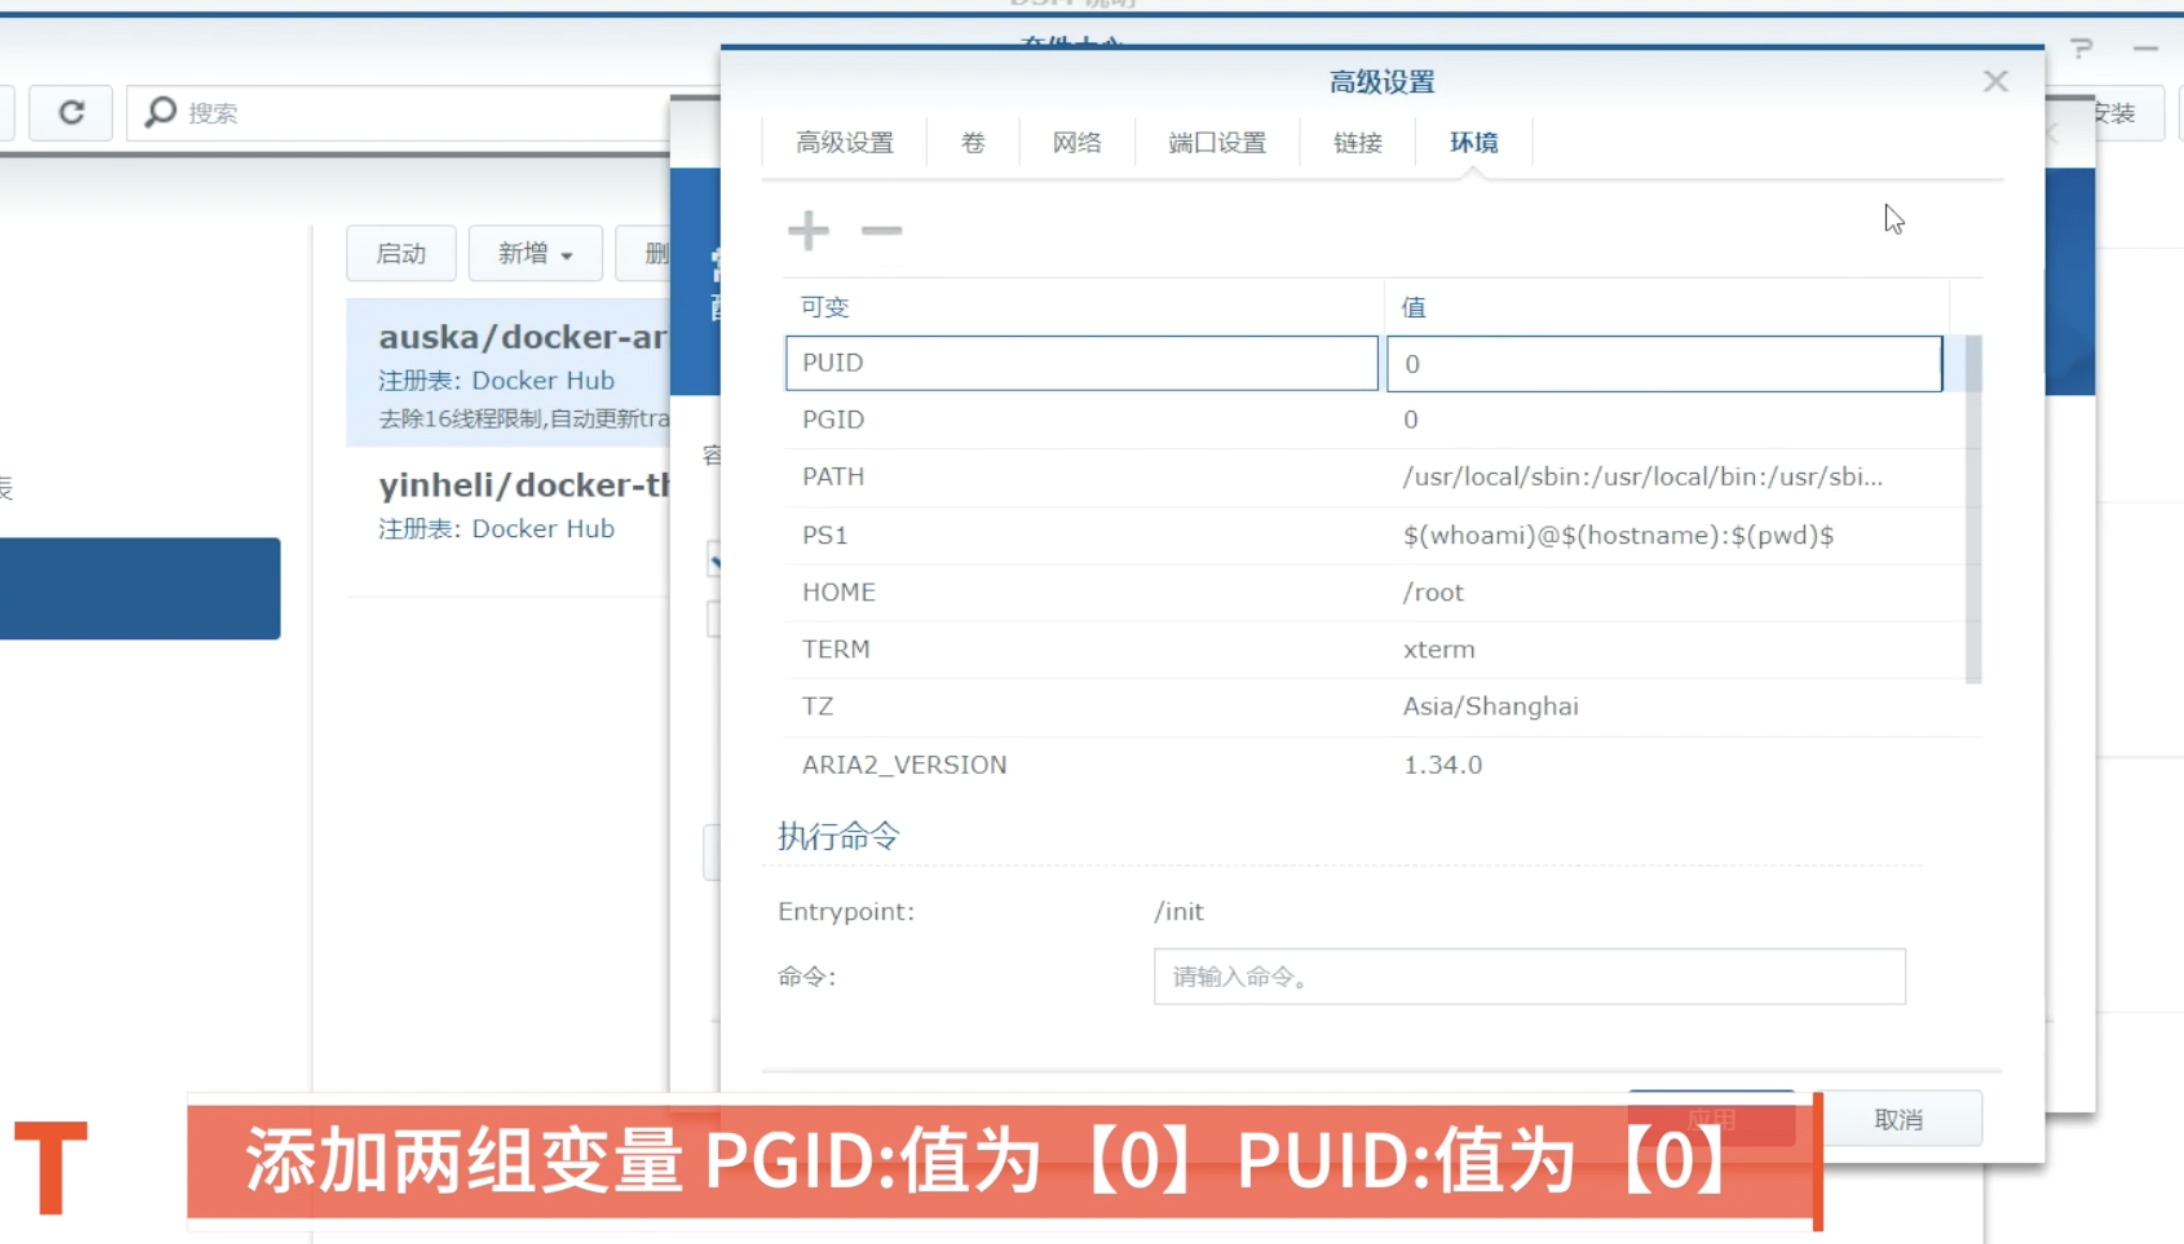 高级设置
搜索
安装
高级设置
卷
网络
端口设置
链接
环境
启动
新增
删
auska/docker-ar
注册表: Docker Hub
去除16线程限制,自动更新tra
yinheli/docker-th
注册表: Docker Hub
可变
值
PUID
0
PGID
0
PATH
/usr/local/sbin:/usr/local/bin:/usr/sbi...
PS1
$(whoami)@$(hostname):$(pwd)$
HOME
/root
TERM
xterm
TZ
Asia/Shanghai
ARIA2_VERSION
1.34.0
执行命令
Entrypoint:
/init
命令:
请输入命令。
应用
取消
T
添加两组变量 PGID:值为【0】PUID:值为【0】